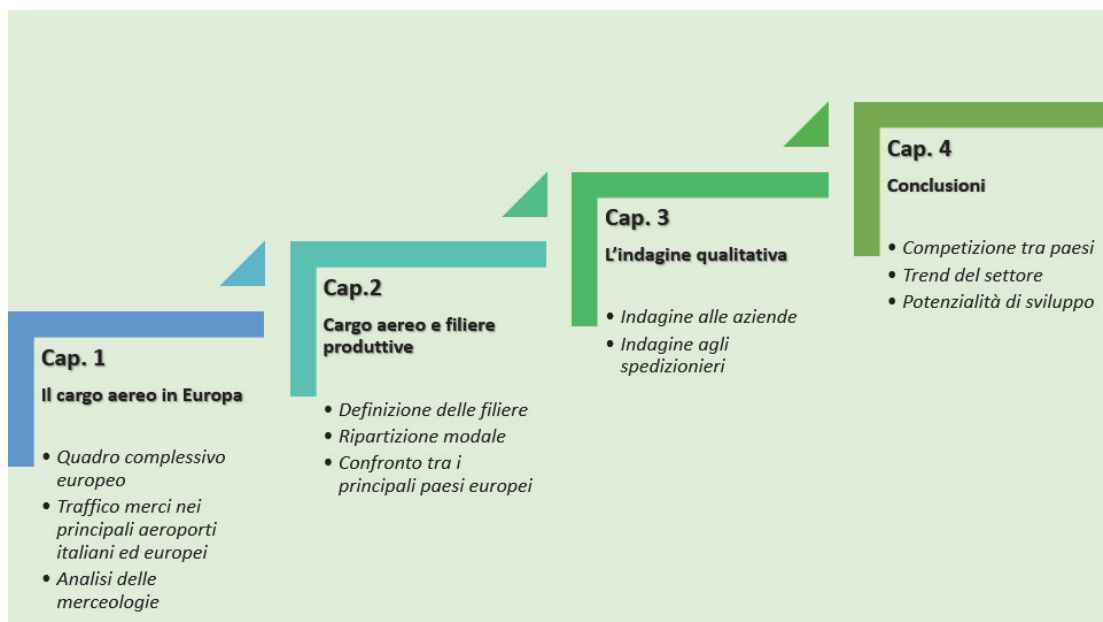 Cap. 1
Il cargo aereo in Europa
• Quadro complessivo
europeo
• Traffico merci nei
principali aeroporti
italiani ed europei
• Analisi delle
merceologie
Cap.2
Cargo aereo e filiere
produttive
• Definizione delle filiere
• Ripartizione modale
• Confronto tra i
principali paesi europei
Cap. 3
L'indagine qualitativa
• Indagine alle aziende
• Indagine agli
spedizionieri
Cap. 4
Conclusioni
• Competizione tra paesi
• Trend del settore
• Potenzialità di sviluppo